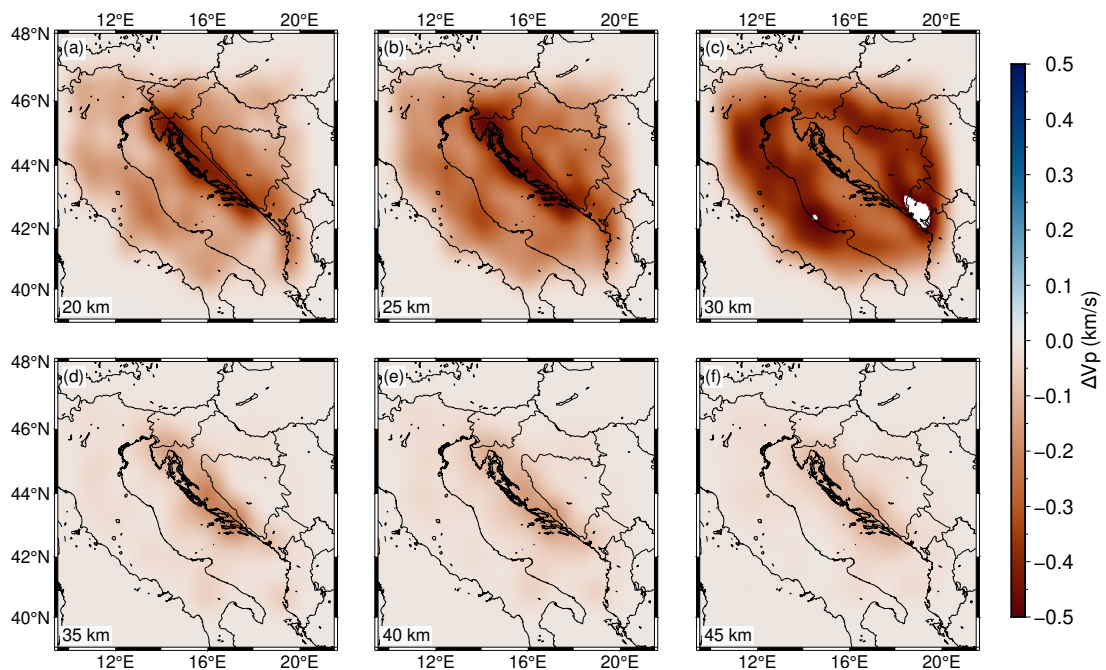 12°E 16°E 20°E 12°E 16°E 20°E 12°E 16°E 20°E
48°N (a) (b) (c)
46°N
44°N
42°N
40°N
20 km 25 km 30 km
0.5
0.4
0.3
0.2
0.1
0.0
−0.1
−0.2
−0.3
−0.4
−0.5
ΔVp (km/s)
48°N (d) (e) (f)
46°N
44°N
42°N
40°N
35 km 40 km 45 km
12°E 16°E 20°E 12°E 16°E 20°E 12°E 16°E 20°E